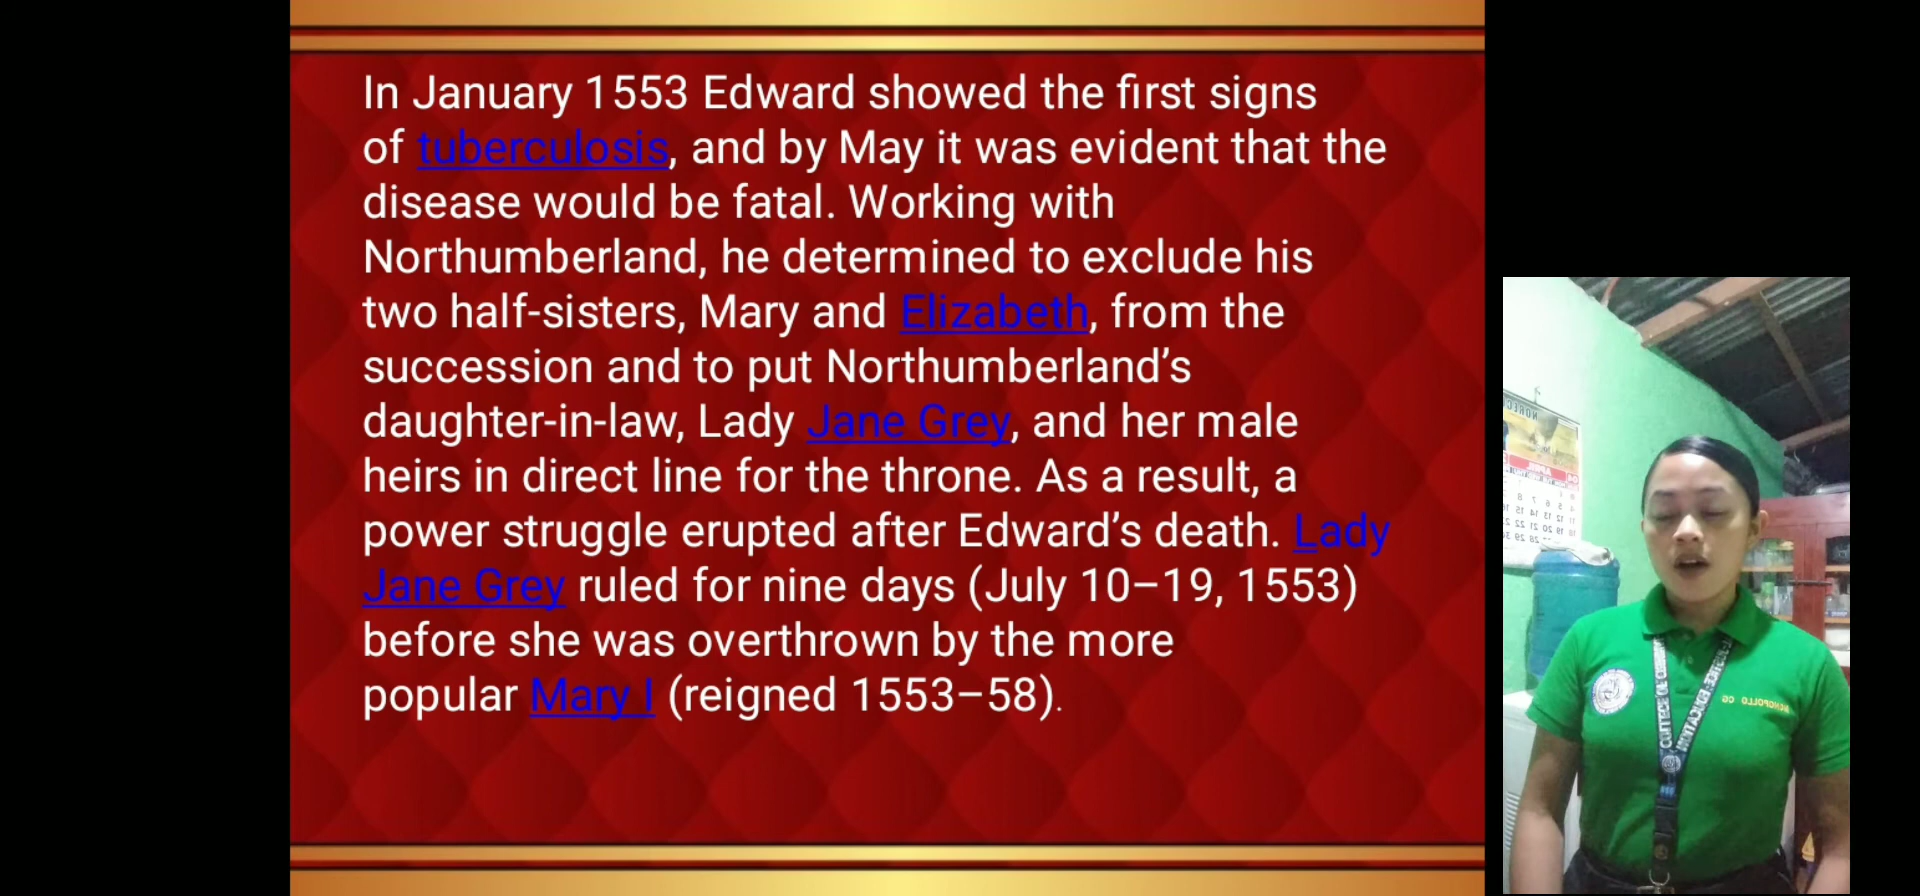 In January 1553 Edward showed the first signs
of tuberculosis, and by May it was evident that the
disease would be fatal. Working with
Northumberland, he determined to exclude his
two half-sisters, Mary and Elizabeth, from the
succession and to put Northumberland’s
daughter-in-law, Lady Jane Grey, and her male
heirs in direct line for the throne. As a result, a
power struggle erupted after Edward’s death. Lady
Jane Grey ruled for nine days (July 10–19, 1553)
before she was overthrown by the more
popular Mary I (reigned 1553–58).
APRIL
COLLEGE OF
EDUCATION